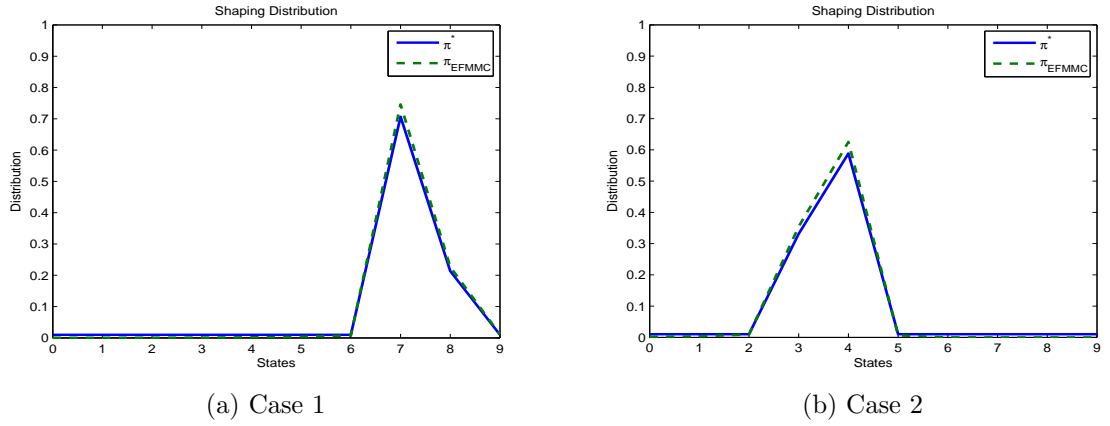 Shaping Distribution
1
0.9
0.8
0.7
0.6
0.5
0.4
0.3
0.2
0.1
0
Distribution
0 1 2 3 4 5 6 7 8 9
States
π*
π_EFMMC
(a) Case 1
Shaping Distribution
1
0.9
0.8
0.7
0.6
0.5
0.4
0.3
0.2
0.1
0
Distribution
0 1 2 3 4 5 6 7 8 9
States
π*
π_EFMMC
(b) Case 2